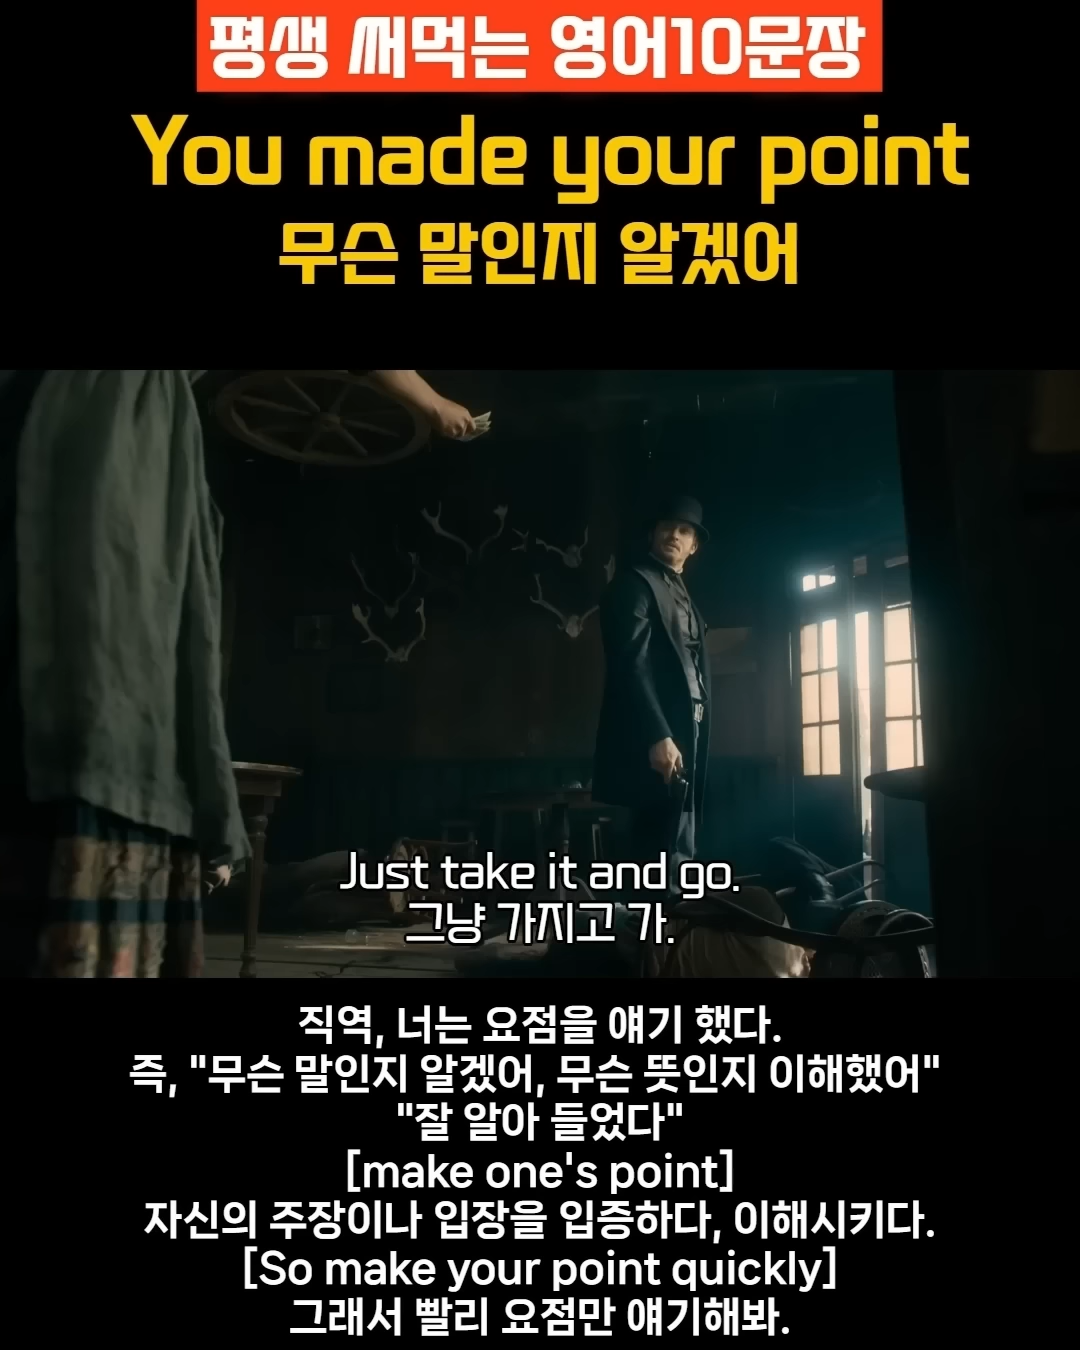 평생 써먹는 영어10문장
You made your point
무슨 말인지 알겠어
Just take it and go.
그냥 가지고 가.
직역, 너는 요점을 얘기 했다.
즉, "무슨 말인지 알겠어, 무슨 뜻인지 이해했어"
"잘 알아 들었다"
[make one's point]
자신의 주장이나 입장을 입증하다, 이해시키다.
[So make your point quickly]
그래서 빨리 요점만 얘기해봐.